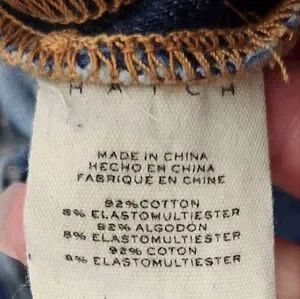 HATCH
MADE IN CHINA
HECHO EN CHINA
FABRIQUÉ EN CHINE
92% COTTON
8% ELASTOMULTIESTER
92% ALGODON
8% ELASTOMULTIESTER
92% COTON
8% ELASTOMULTIESTER